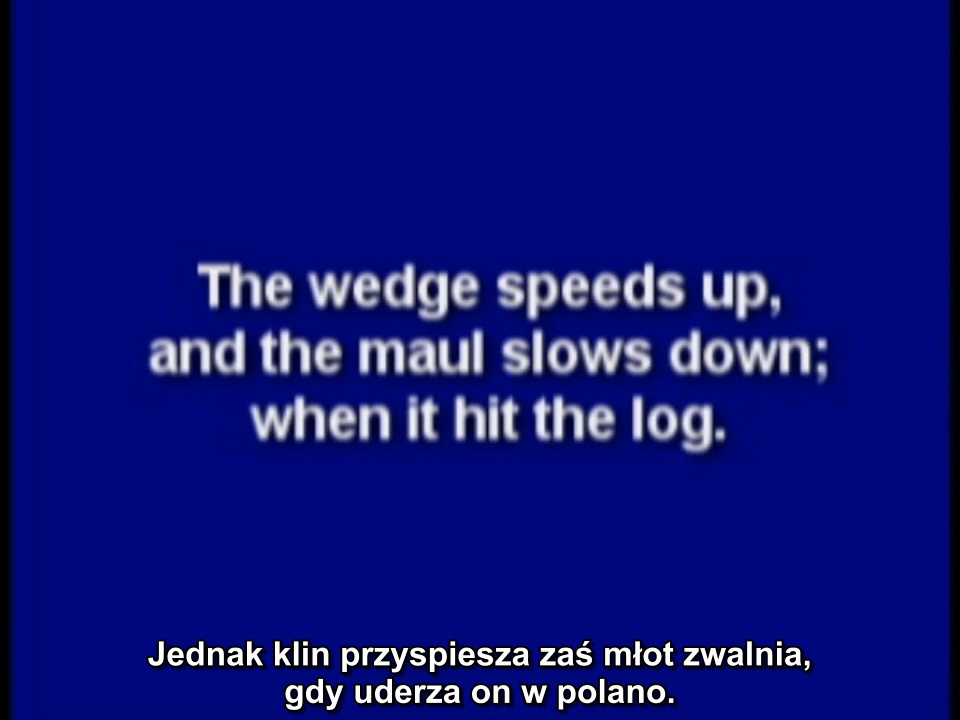 The wedge speeds up,
and the maul slows down;
when it hit the log.
Jednak klin przyspiesza zaś młot zwalnia,
gdy uderza on w polano.